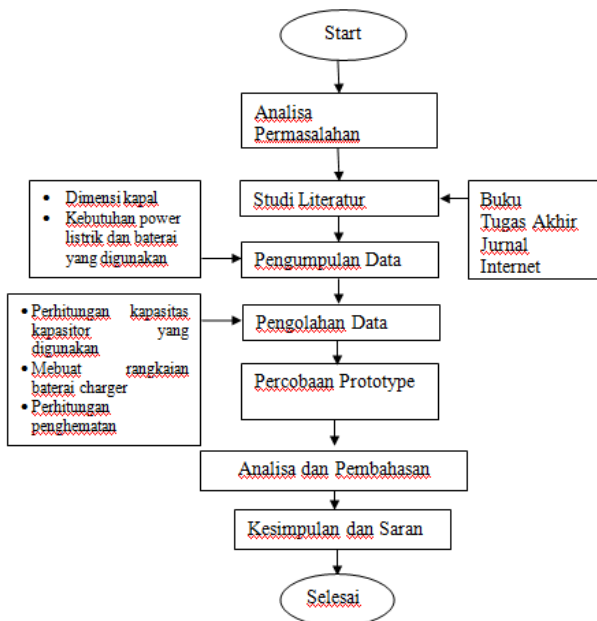 Start
Analisa
Permasalahan
• Dimensi kapal
• Kebutuhan power
listrik dan baterai
yang digunakan
Studi Literatur
Buku
Tugas Akhir
Jurnal
Internet
Pengumpulan Data
• Perhitungan kapasitas
kapasitor yang
digunakan
• Mebuat rangkaian
baterai charger
• Perhitungan
penghematan
Pengolahan Data
Percobaan Prototype
Analisa dan Pembahasan
Kesimpulan dan Saran
Selesai